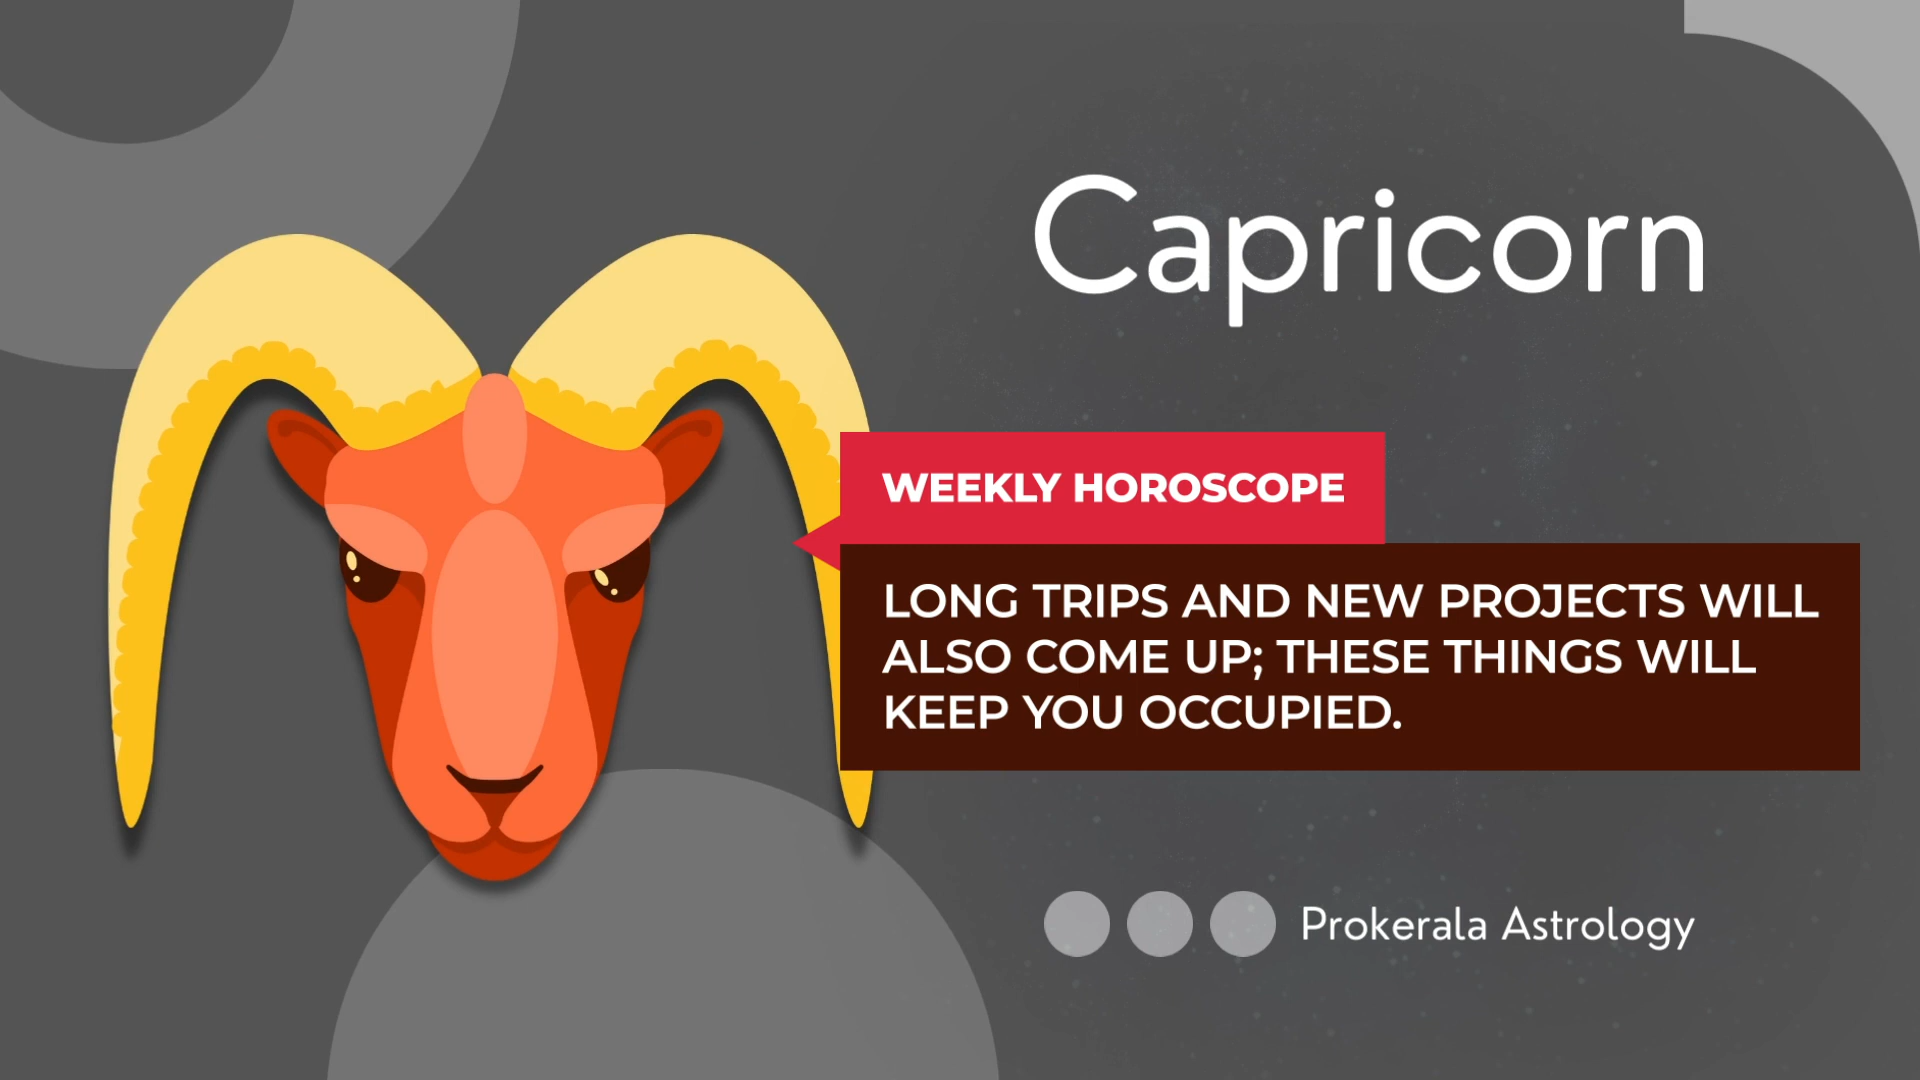 Capricorn
WEEKLY HOROSCOPE
LONG TRIPS AND NEW PROJECTS WILL
ALSO COME UP; THESE THINGS WILL
KEEP YOU OCCUPIED.
Prokerala Astrology